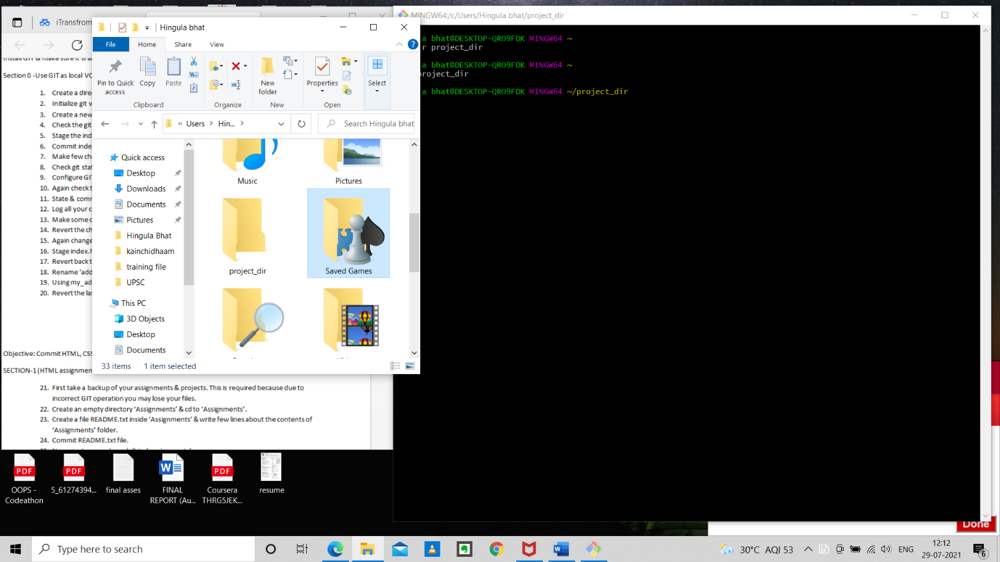 iTransfrom
Section 0 -Use GIT as local VC
1. Create a dire
2. Initialize git v
3. Create a new
4. Check the git
5. Stage the ind
6. Commit inde
7. Make few cha
8. Check git stat
9. Configure GIT
10. Again check t
11. State & comm
12. Log all your c
13. Make some c
14. Revert the ch
15. Again change
16. Stage index.h
17. Revert back t
18. Rename ‘add
19. Using my_ad
20. Revert the las
Objective: Commit HTML, CSS
SECTION-1 (HTML assignmen
21. First take a backup of your assignments & projects. This is required because due to
incorrect GIT operation you may lose your files.
22. Create an empty directory ‘Assignments’ & cd to ‘Assignments’.
23. Create a file README.txt inside ‘Assignments’ & write few lines about the contents of
‘Assignments’ folder.
24. Commit README.txt file.
Hingula bhat
File Home Share View
Pin to Quick access
Copy
Paste
Clipboard
Organize
New folder
New
Properties
Open
Select
« Users > Hin... >
Search Hingula bhat
Quick access
Desktop
Downloads
Documents
Pictures
Hingula Bhat
kainchidhaam
training file
UPSC
This PC
3D Objects
Desktop
Documents
Music
Pictures
project_dir
Saved Games
33 items 1 item selected
MINGW64:/c/Users/Hingula bhat/project_dir
a bhat@DESKTOP-QRO9FDK MINGW64 ~
r project_dir
a bhat@DESKTOP-QRO9FDK MINGW64 ~
project_dir
a bhat@DESKTOP-QRO9FDK MINGW64 ~/project_dir
PDF
OOPS -
Codeathon
PDF
5_61274394...
final asses
W
FINAL
REPORT (Au...
PDF
Coursera
THRG5JEK...
resume
Done
Type here to search
30°C AQI 53
ENG
12:12
29-07-2021
6